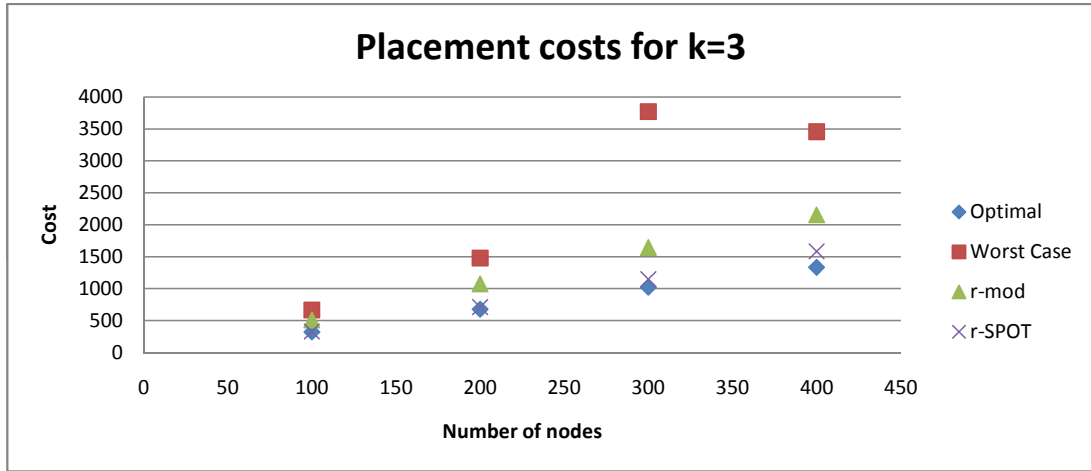 Placement costs for k=3
4000
3500
3000
2500
2000
1500
1000
500
0
Cost
0 50 100 150 200 250 300 350 400 450
Number of nodes
Optimal
Worst Case
r-mod
r-SPOT